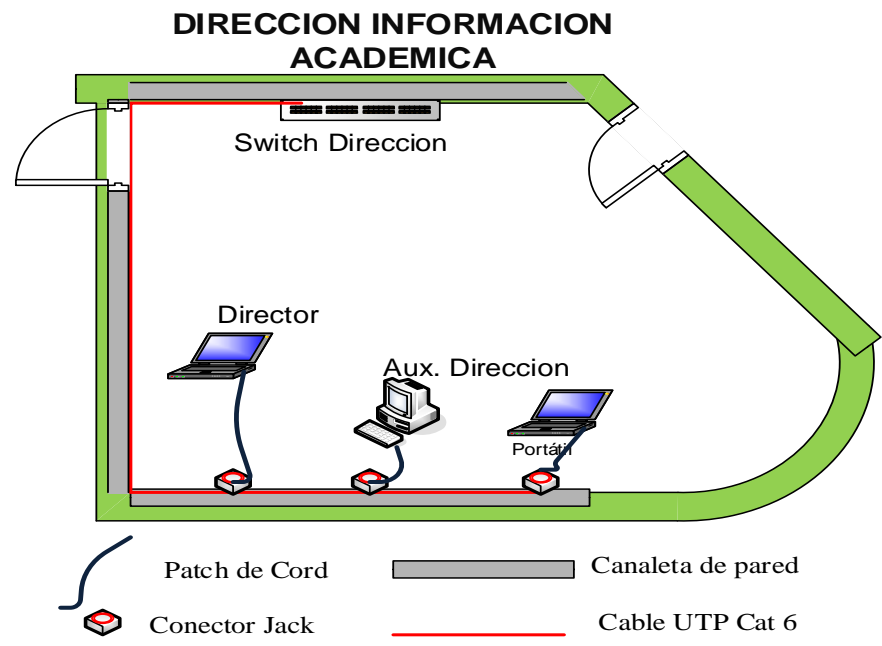 DIRECCION INFORMACION
ACADEMICA
Switch Direccion
Director
Aux. Direccion
Portátil
Patch de Cord
Canaleta de pared
Conector Jack
Cable UTP Cat 6